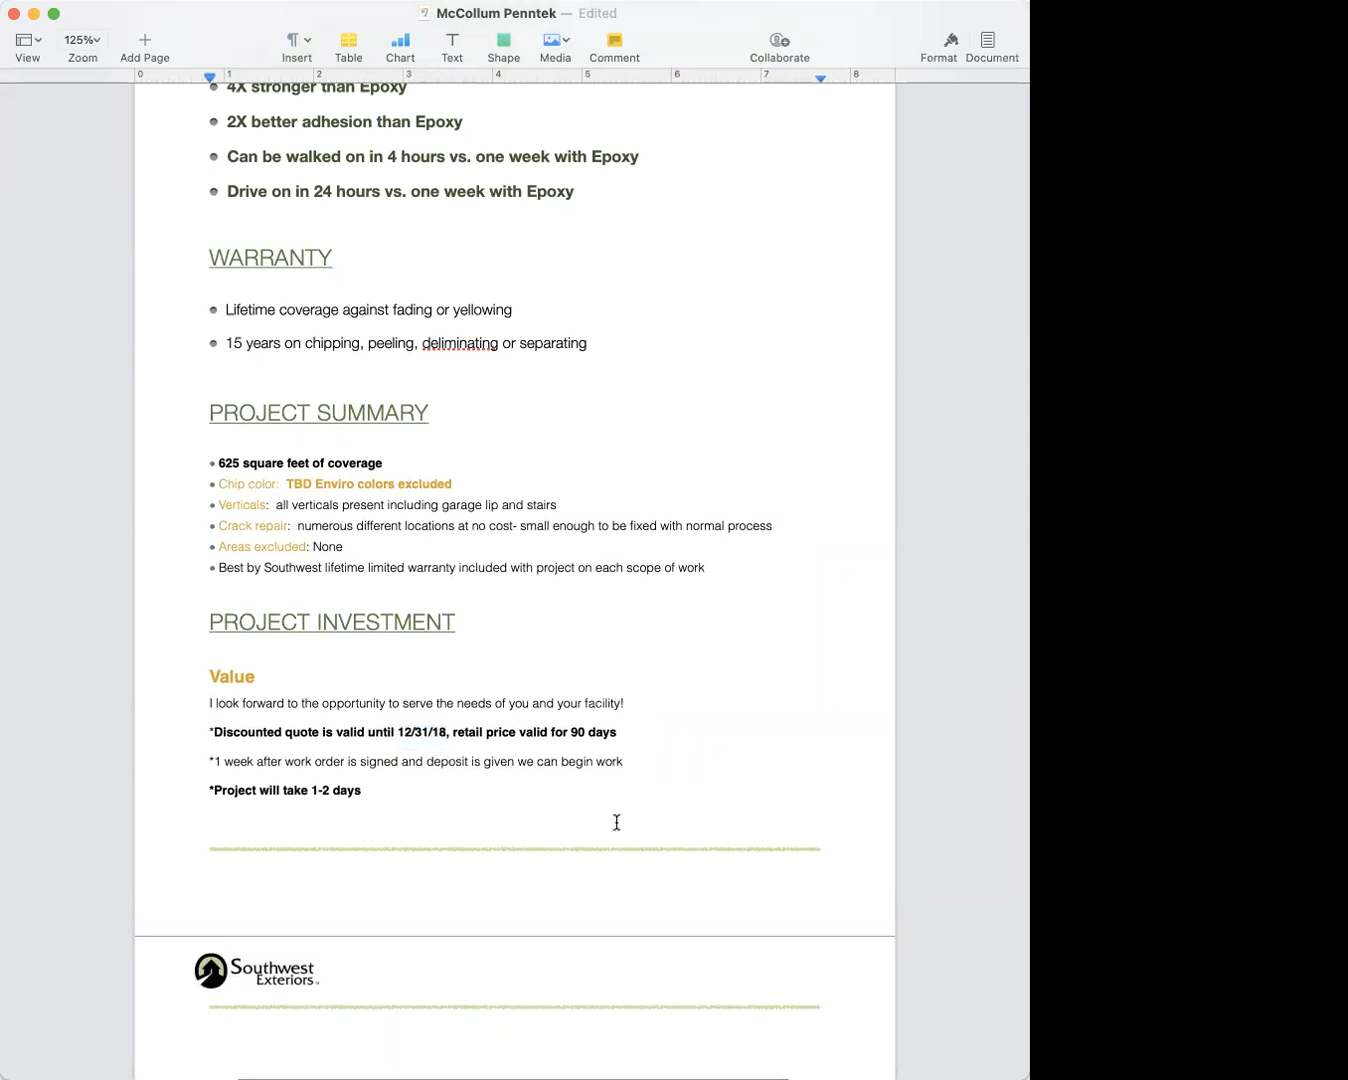 McCollum Penntek — Edited
125%
View
Zoom
Add Page
Insert
Table
Chart
Text
Shape
Media
Comment
Collaborate
Format
Document
0 1 2 3 4 5 6 7 8
4X stronger than Epoxy
2X better adhesion than Epoxy
Can be walked on in 4 hours vs. one week with Epoxy
Drive on in 24 hours vs. one week with Epoxy
WARRANTY
Lifetime coverage against fading or yellowing
15 years on chipping, peeling, deliminating or separating
PROJECT SUMMARY
• 625 square feet of coverage
• Chip color: TBD Enviro colors excluded
• Verticals: all verticals present including garage lip and stairs
• Crack repair: numerous different locations at no cost- small enough to be fixed with normal process
• Areas excluded: None
• Best by Southwest lifetime limited warranty included with project on each scope of work
PROJECT INVESTMENT
Value
I look forward to the opportunity to serve the needs of you and your facility!
*Discounted quote is valid until 12/31/18, retail price valid for 90 days
*1 week after work order is signed and deposit is given we can begin work
*Project will take 1-2 days
Southwest
Exteriors